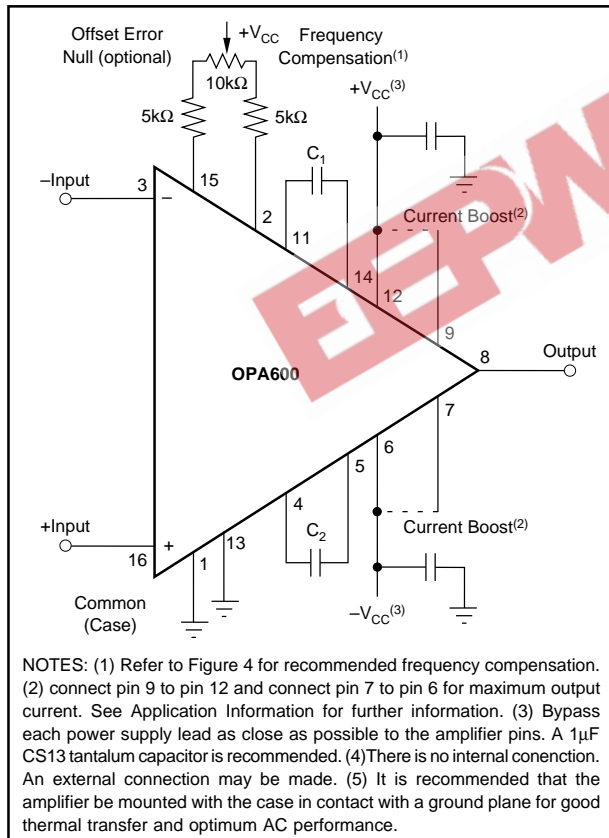 Offset Error
Null (optional)
+VCC
Frequency
Compensation(1)
10kΩ
5kΩ
5kΩ
+VCC(3)
C1
–Input
3
–
15
2
11
14
12
Current Boost(2)
9
OPA600
8
Output
7
6
5
4
Current Boost(2)
C2
+Input
16
+
1
13
Common
(Case)
–VCC(3)
EEPW
NOTES: (1) Refer to Figure 4 for recommended frequency compensation.
(2) connect pin 9 to pin 12 and connect pin 7 to pin 6 for maximum output
current. See Application Information for further information. (3) Bypass
each power supply lead as close as possible to the amplifier pins. A 1µF
CS13 tantalum capacitor is recommended. (4)There is no internal conenction.
An external connection may be made. (5) It is recommended that the
amplifier be mounted with the case in contact with a ground plane for good
thermal transfer and optimum AC performance.